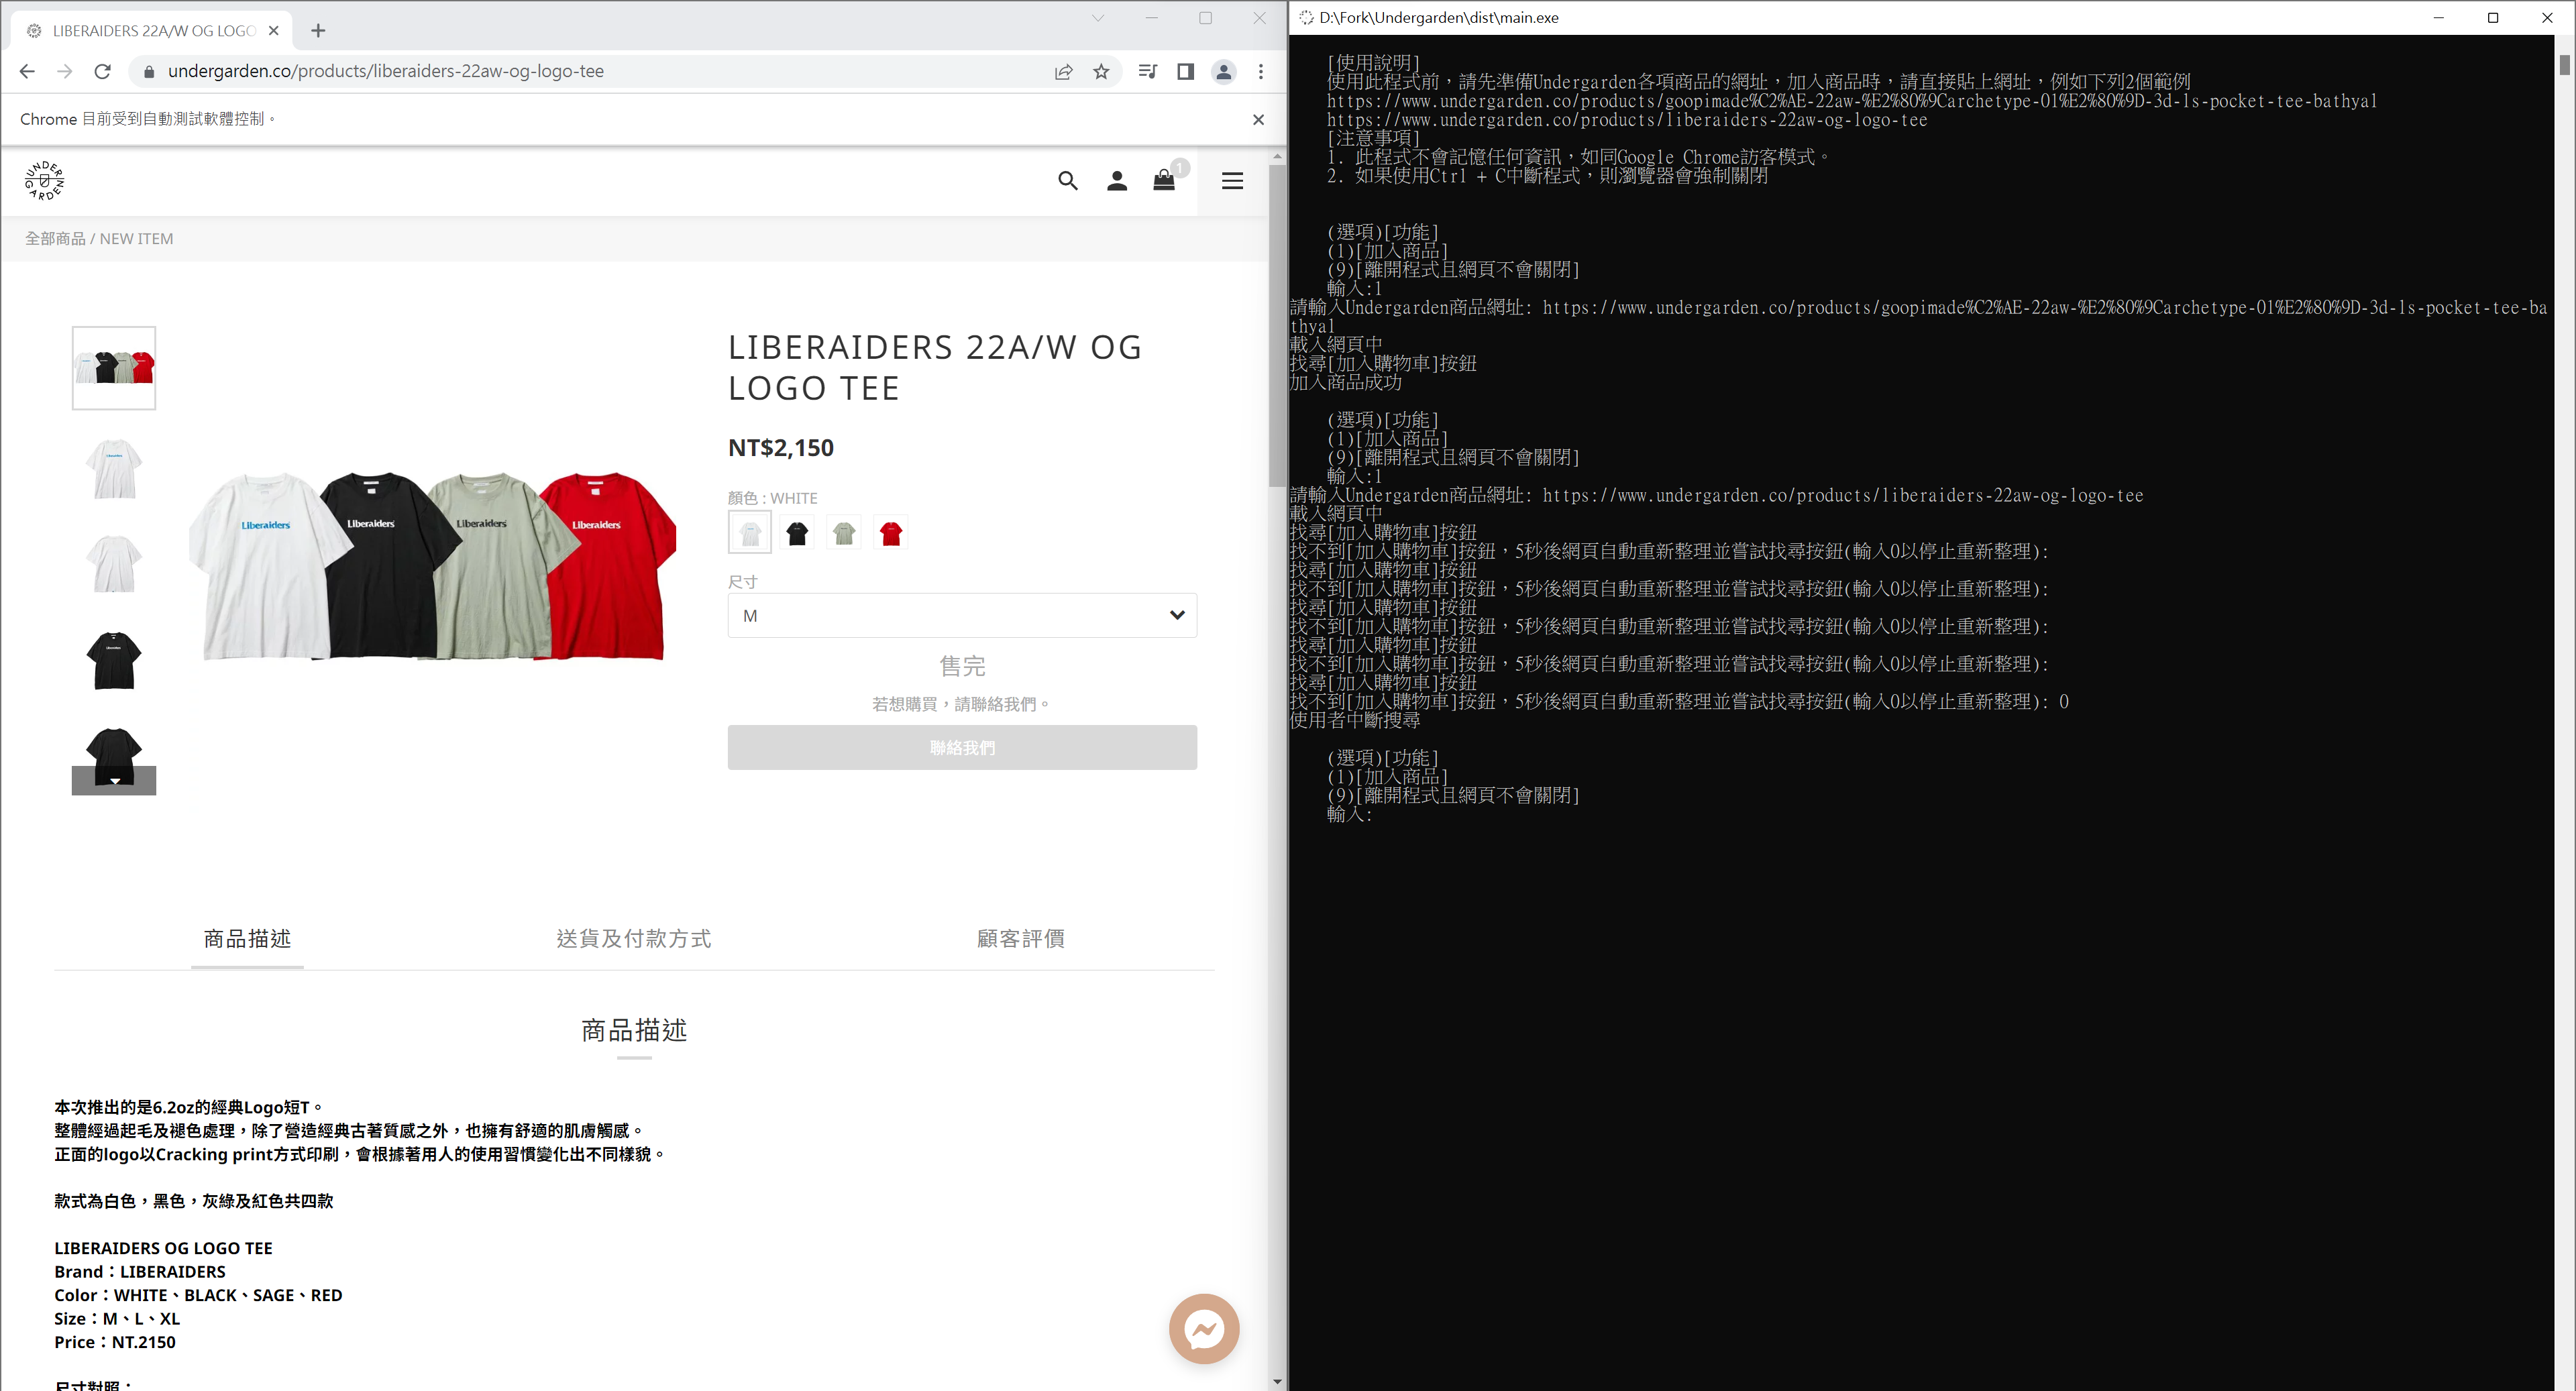 LIBERAIDERS 22A/W OG LOGO
undergarden.co/products/liberaiders-22aw-og-logo-tee
Chrome 目前受到自動測試軟體控制。
UNDER GARDEN
1
全部商品 / NEW ITEM
LIBERAIDERS 22A/W OG
LOGO TEE
NT$2,150
顏色 : WHITE
尺寸
M
售完
若想購買，請聯絡我們。
聯絡我們
Liberaiders
Liberaiders
Liberaiders
Liberaiders
商品描述
送貨及付款方式
顧客評價
商品描述
本次推出的是6.2oz的經典Logo短T。
整體經過起毛及褪色處理，除了營造經典古著質感之外，也擁有舒適的肌膚觸感。
正面的logo以Cracking print方式印刷，會根據著用人的使用習慣變化出不同樣貌。
款式為白色，黑色，灰綠及紅色共四款
LIBERAIDERS OG LOGO TEE
Brand：LIBERAIDERS
Color：WHITE、BLACK、SAGE、RED
Size：M、L、XL
Price：NT.2150
尺寸對照：
D:\Fork\Undergarden\dist\main.exe
[使用說明]
使用此程式前，請先準備Undergarden各項商品的網址，加入商品時，請直接貼上網址，例如下列2個範例
https://www.undergarden.co/products/goopimade%C2%AE-22aw-%E2%80%9Carchetype-01%E2%80%9D-3d-ls-pocket-tee-bathyal
https://www.undergarden.co/products/liberaiders-22aw-og-logo-tee
[注意事項]
1. 此程式不會記憶任何資訊，如同Google Chrome訪客模式。
2. 如果使用Ctrl + C中斷程式，則瀏覽器會強制關閉
(選項)[功能]
(1)[加入商品]
(9)[離開程式且網頁不會關閉]
輸入:1
請輸入Undergarden商品網址: https://www.undergarden.co/products/goopimade%C2%AE-22aw-%E2%80%9Carchetype-01%E2%80%9D-3d-ls-pocket-tee-ba
thyal
載入網頁中
找尋[加入購物車]按鈕
加入商品成功
(選項)[功能]
(1)[加入商品]
(9)[離開程式且網頁不會關閉]
輸入:1
請輸入Undergarden商品網址: https://www.undergarden.co/products/liberaiders-22aw-og-logo-tee
載入網頁中
找尋[加入購物車]按鈕
找不到[加入購物車]按鈕，5秒後網頁自動重新整理並嘗試找尋按鈕(輸入0以停止重新整理):
找尋[加入購物車]按鈕
找不到[加入購物車]按鈕，5秒後網頁自動重新整理並嘗試找尋按鈕(輸入0以停止重新整理):
找尋[加入購物車]按鈕
找不到[加入購物車]按鈕，5秒後網頁自動重新整理並嘗試找尋按鈕(輸入0以停止重新整理):
找尋[加入購物車]按鈕
找不到[加入購物車]按鈕，5秒後網頁自動重新整理並嘗試找尋按鈕(輸入0以停止重新整理):
找尋[加入購物車]按鈕
找不到[加入購物車]按鈕，5秒後網頁自動重新整理並嘗試找尋按鈕(輸入0以停止重新整理): 0
使用者中斷搜尋
(選項)[功能]
(1)[加入商品]
(9)[離開程式且網頁不會關閉]
輸入: